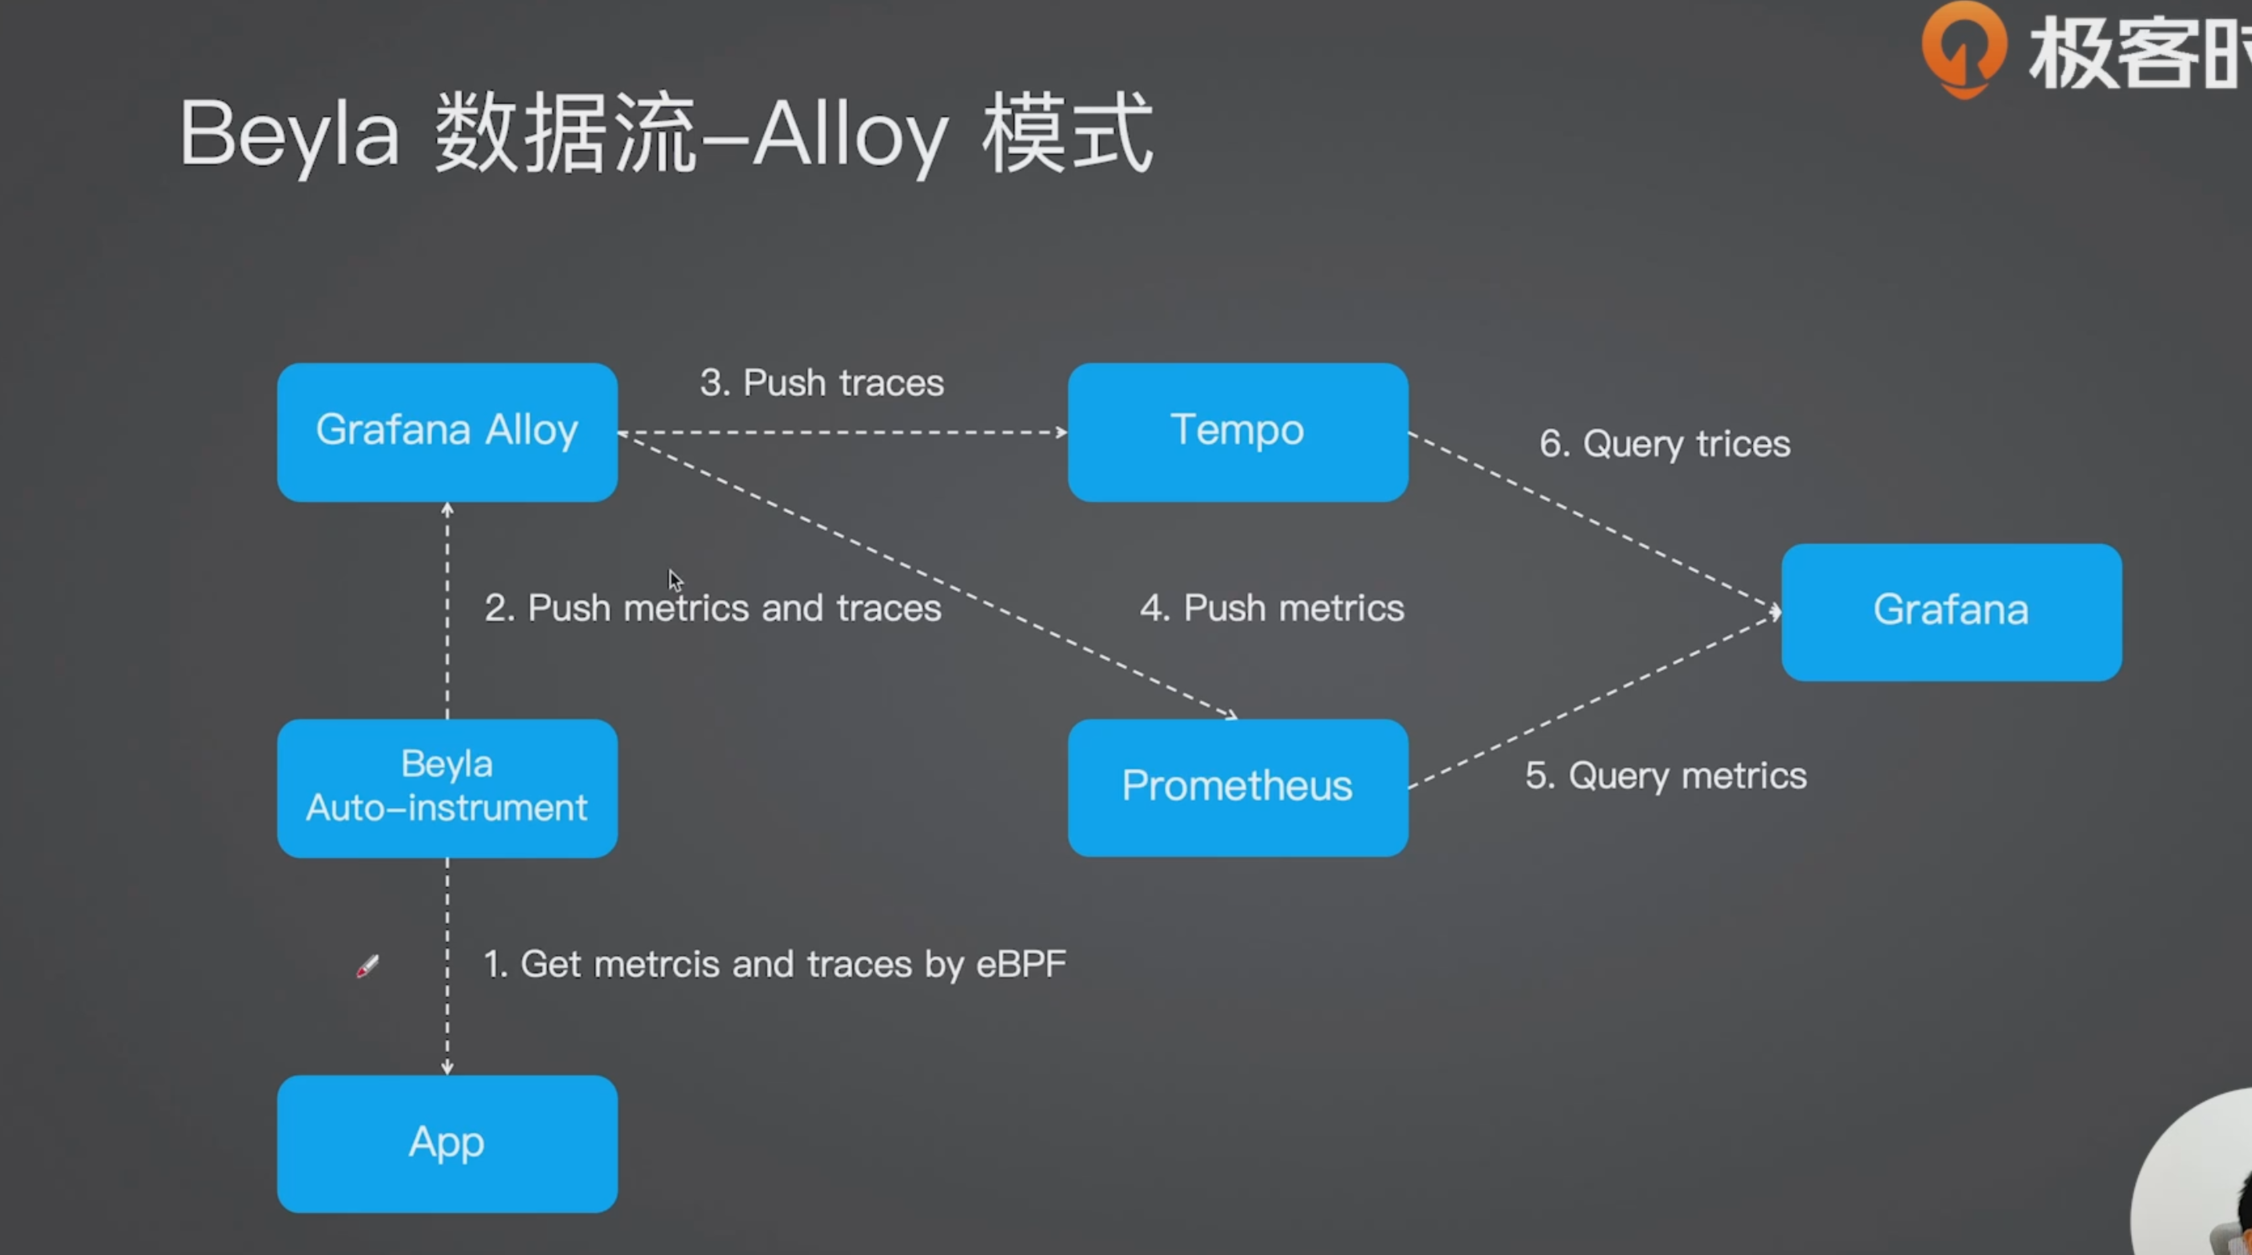 极客时
Beyla 数据流–Alloy 模式
3. Push traces
Grafana Alloy
Tempo
6. Query trices
2. Push metrics and traces
4. Push metrics
Grafana
Beyla
Auto–instrument
Prometheus
5. Query metrics
1. Get metrcis and traces by eBPF
App